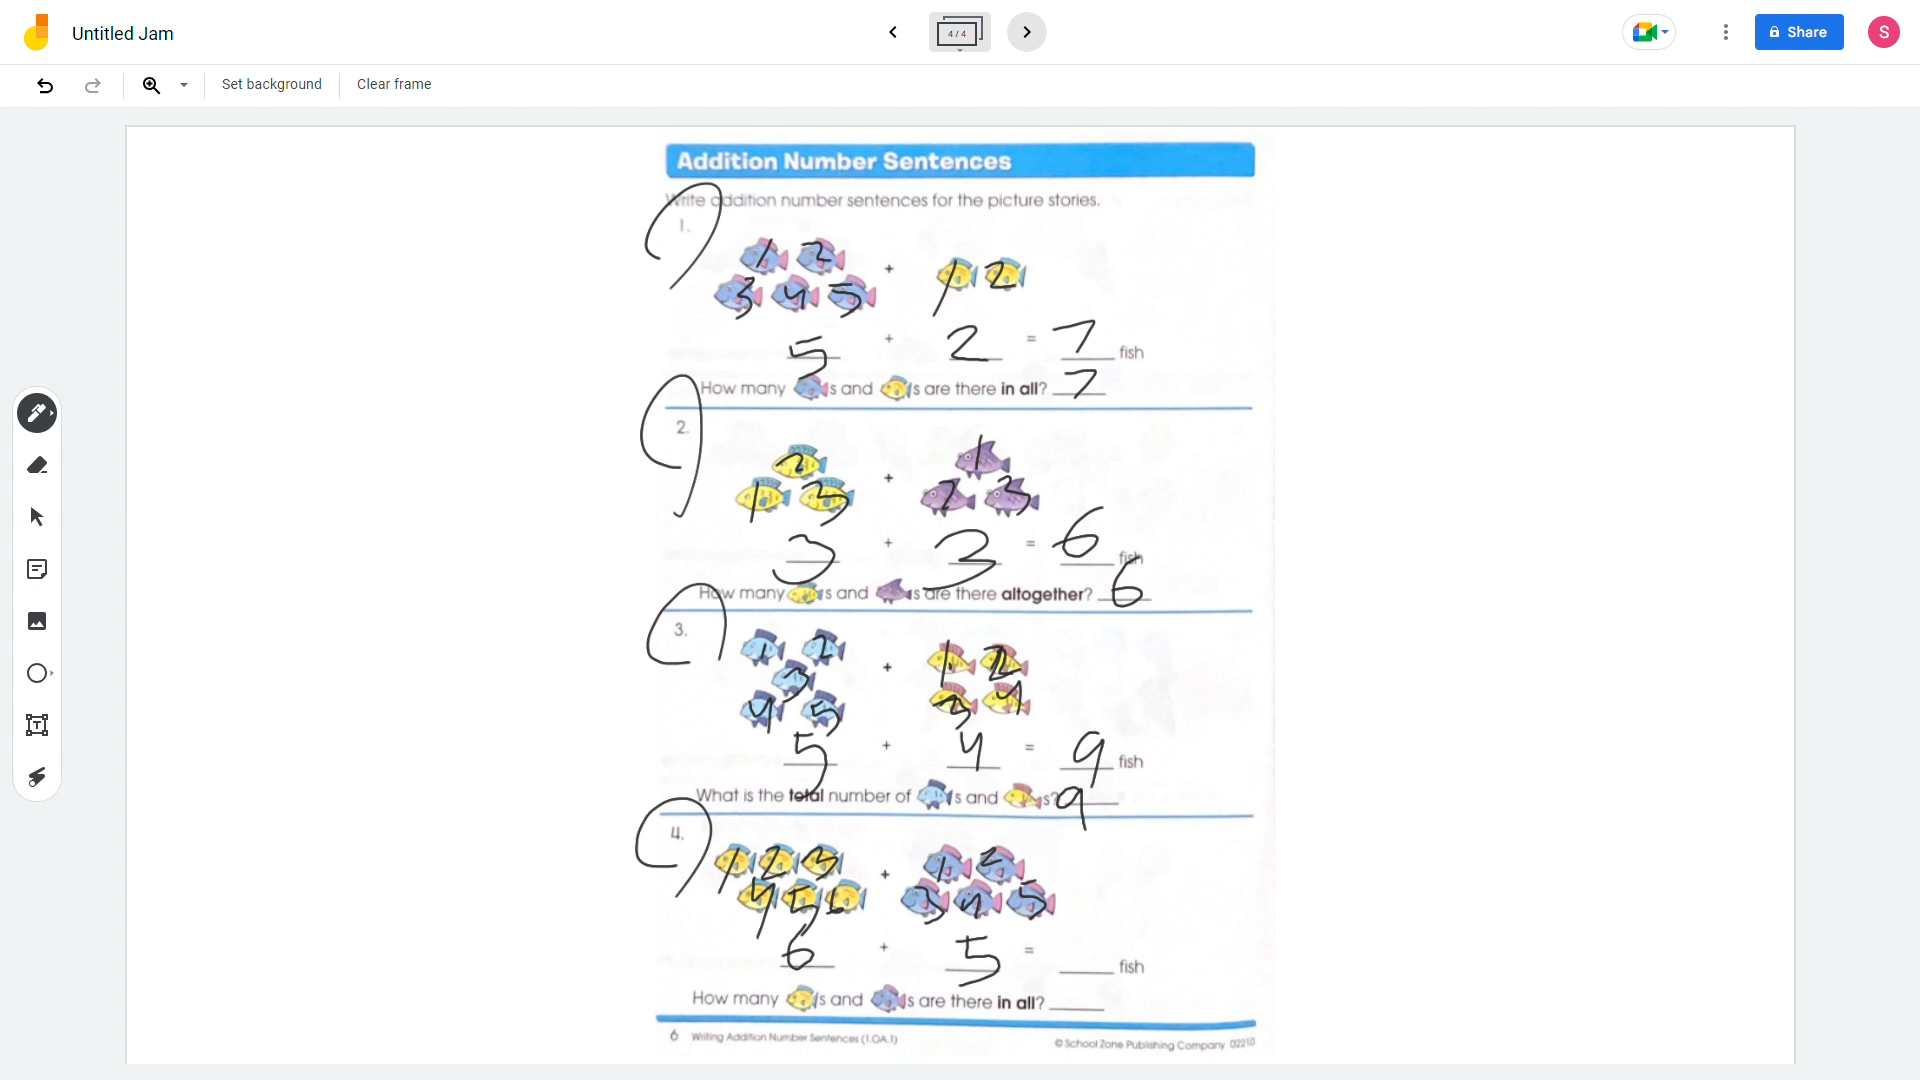 Untitled Jam
4 / 4
Share
S
Set background
Clear frame
Addition Number Sentences
Write addition number sentences for the picture stories.
1.
1 2 + 1 2
3 4 5
5 + 2 = 7 fish
How many s and s are there in all? 7
2.
2 + 1
1 3 2 3
3 + 3 = 6 fish
How many s and s are there altogether? 6
3.
1 2 + 1 2
3
4 5 3 4
5 + 4 = 9 fish
What is the total number of s and s? 9
4.
1 2 3 + 1 2
4 5 6 3 4 5
6 + 5 = fish
How many s and s are there in all?
6 Writing Addition Number Sentences (1.OA.1) © School Zone Publishing Company 02210